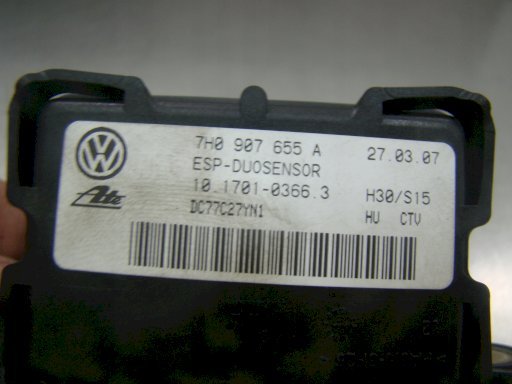 7H0 907 655 A 27.03.07
ESP-DUOSENSOR
10.1701-0366.3 H30/S15
Ate DC77C27YN1 HU CTV